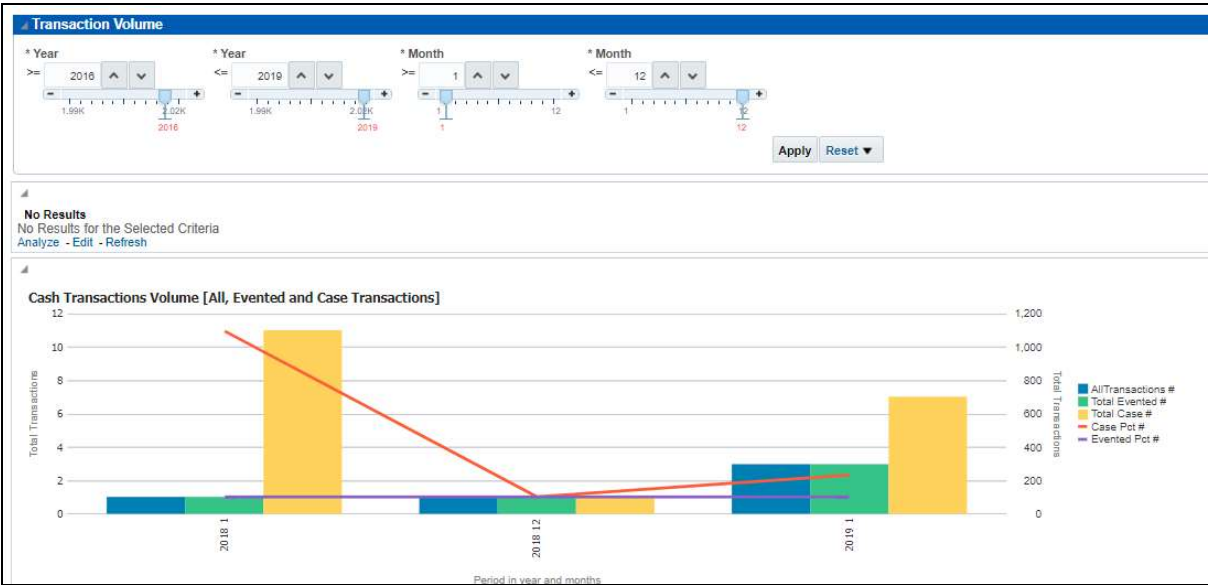 Transaction Volume
* Year * Year * Month * Month
>= 2016 <= 2019 >= 1 <= 12
- + - + - + - +
1.99K 2.02K 1.99K 2.02K 1 12 1 12
2016 2019 1 12
Apply Reset ▼
No Results
No Results for the Selected Criteria
Analyze - Edit - Refresh
Cash Transactions Volume [All, Evented and Case Transactions]
12 1,200
10 1,000
8 800
6 600
4 400
2 200
0 0
Total Transactions
Total Transactions
AllTransactions #
Total Evented #
Total Case #
Case Pct #
Evented Pct #
2018 1
2018 12
2019 1
Period in year and months